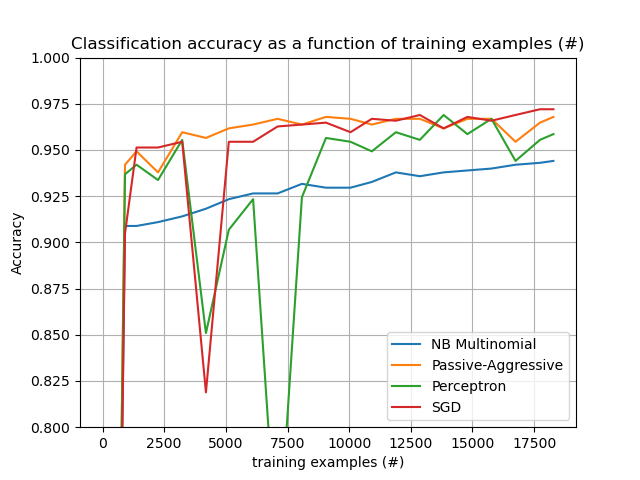 Classification accuracy as a function of training examples (#)
1.000
0.975
0.950
0.925
0.900
0.875
0.850
0.825
0.800
Accuracy
NB Multinomial
Passive-Aggressive
Perceptron
SGD
0 2500 5000 7500 10000 12500 15000 17500
training examples (#)